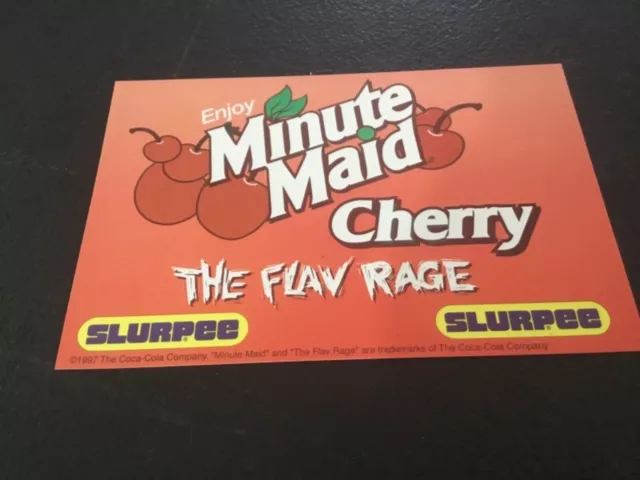 Enjoy
Minute
Maid®
Cherry
THE FLAV RAGE
SLURPEE® SLURPEE®
©1997 The Coca-Cola Company. "Minute Maid" and "The Flav Rage" are trademarks of The Coca-Cola Company